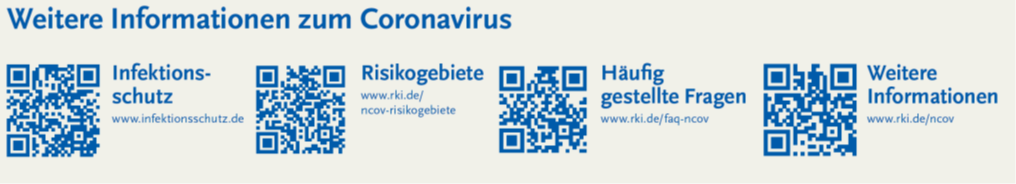 Weitere Informationen zum Coronavirus
Infektions-
schutz
www.infektionsschutz.de
Risikogebiete
www.rki.de/
ncov-risikogebiete
Häufig
gestellte Fragen
www.rki.de/faq-ncov
Weitere
Informationen
www.rki.de/ncov